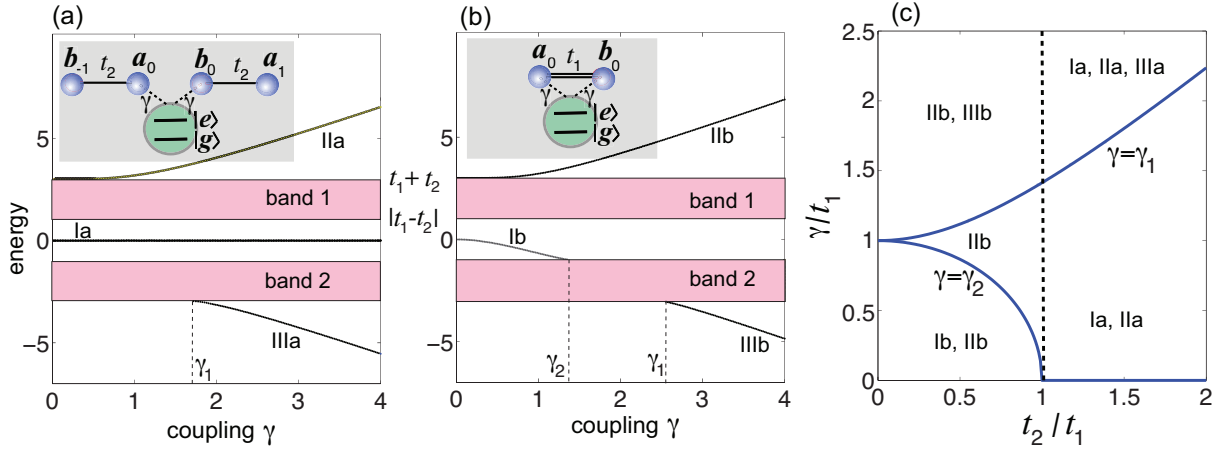 (a)
b₋₁ t₂ a₀ b₀ t₂ a₁
γ γ
|e⟩
|g⟩
IIa
band 1
Ia
band 2
IIIa
γ₁
energy
5
0
−5
0 1 2 3 4
coupling γ
t₁+ t₂
|t₁-t₂|
(b)
a₀ t₁ b₀
γ γ
|e⟩
|g⟩
IIb
band 1
Ib
band 2
IIIb
γ₂
γ₁
5
0
−5
0 1 2 3 4
coupling γ
(c)
2.5
2
1.5
1
0.5
0
γ/t₁
Ia, IIa, IIIa
IIb, IIIb
γ=γ₁
IIb
γ=γ₂
Ib, IIb
Ia, IIa
0 0.5 1 1.5 2
t₂ / t₁